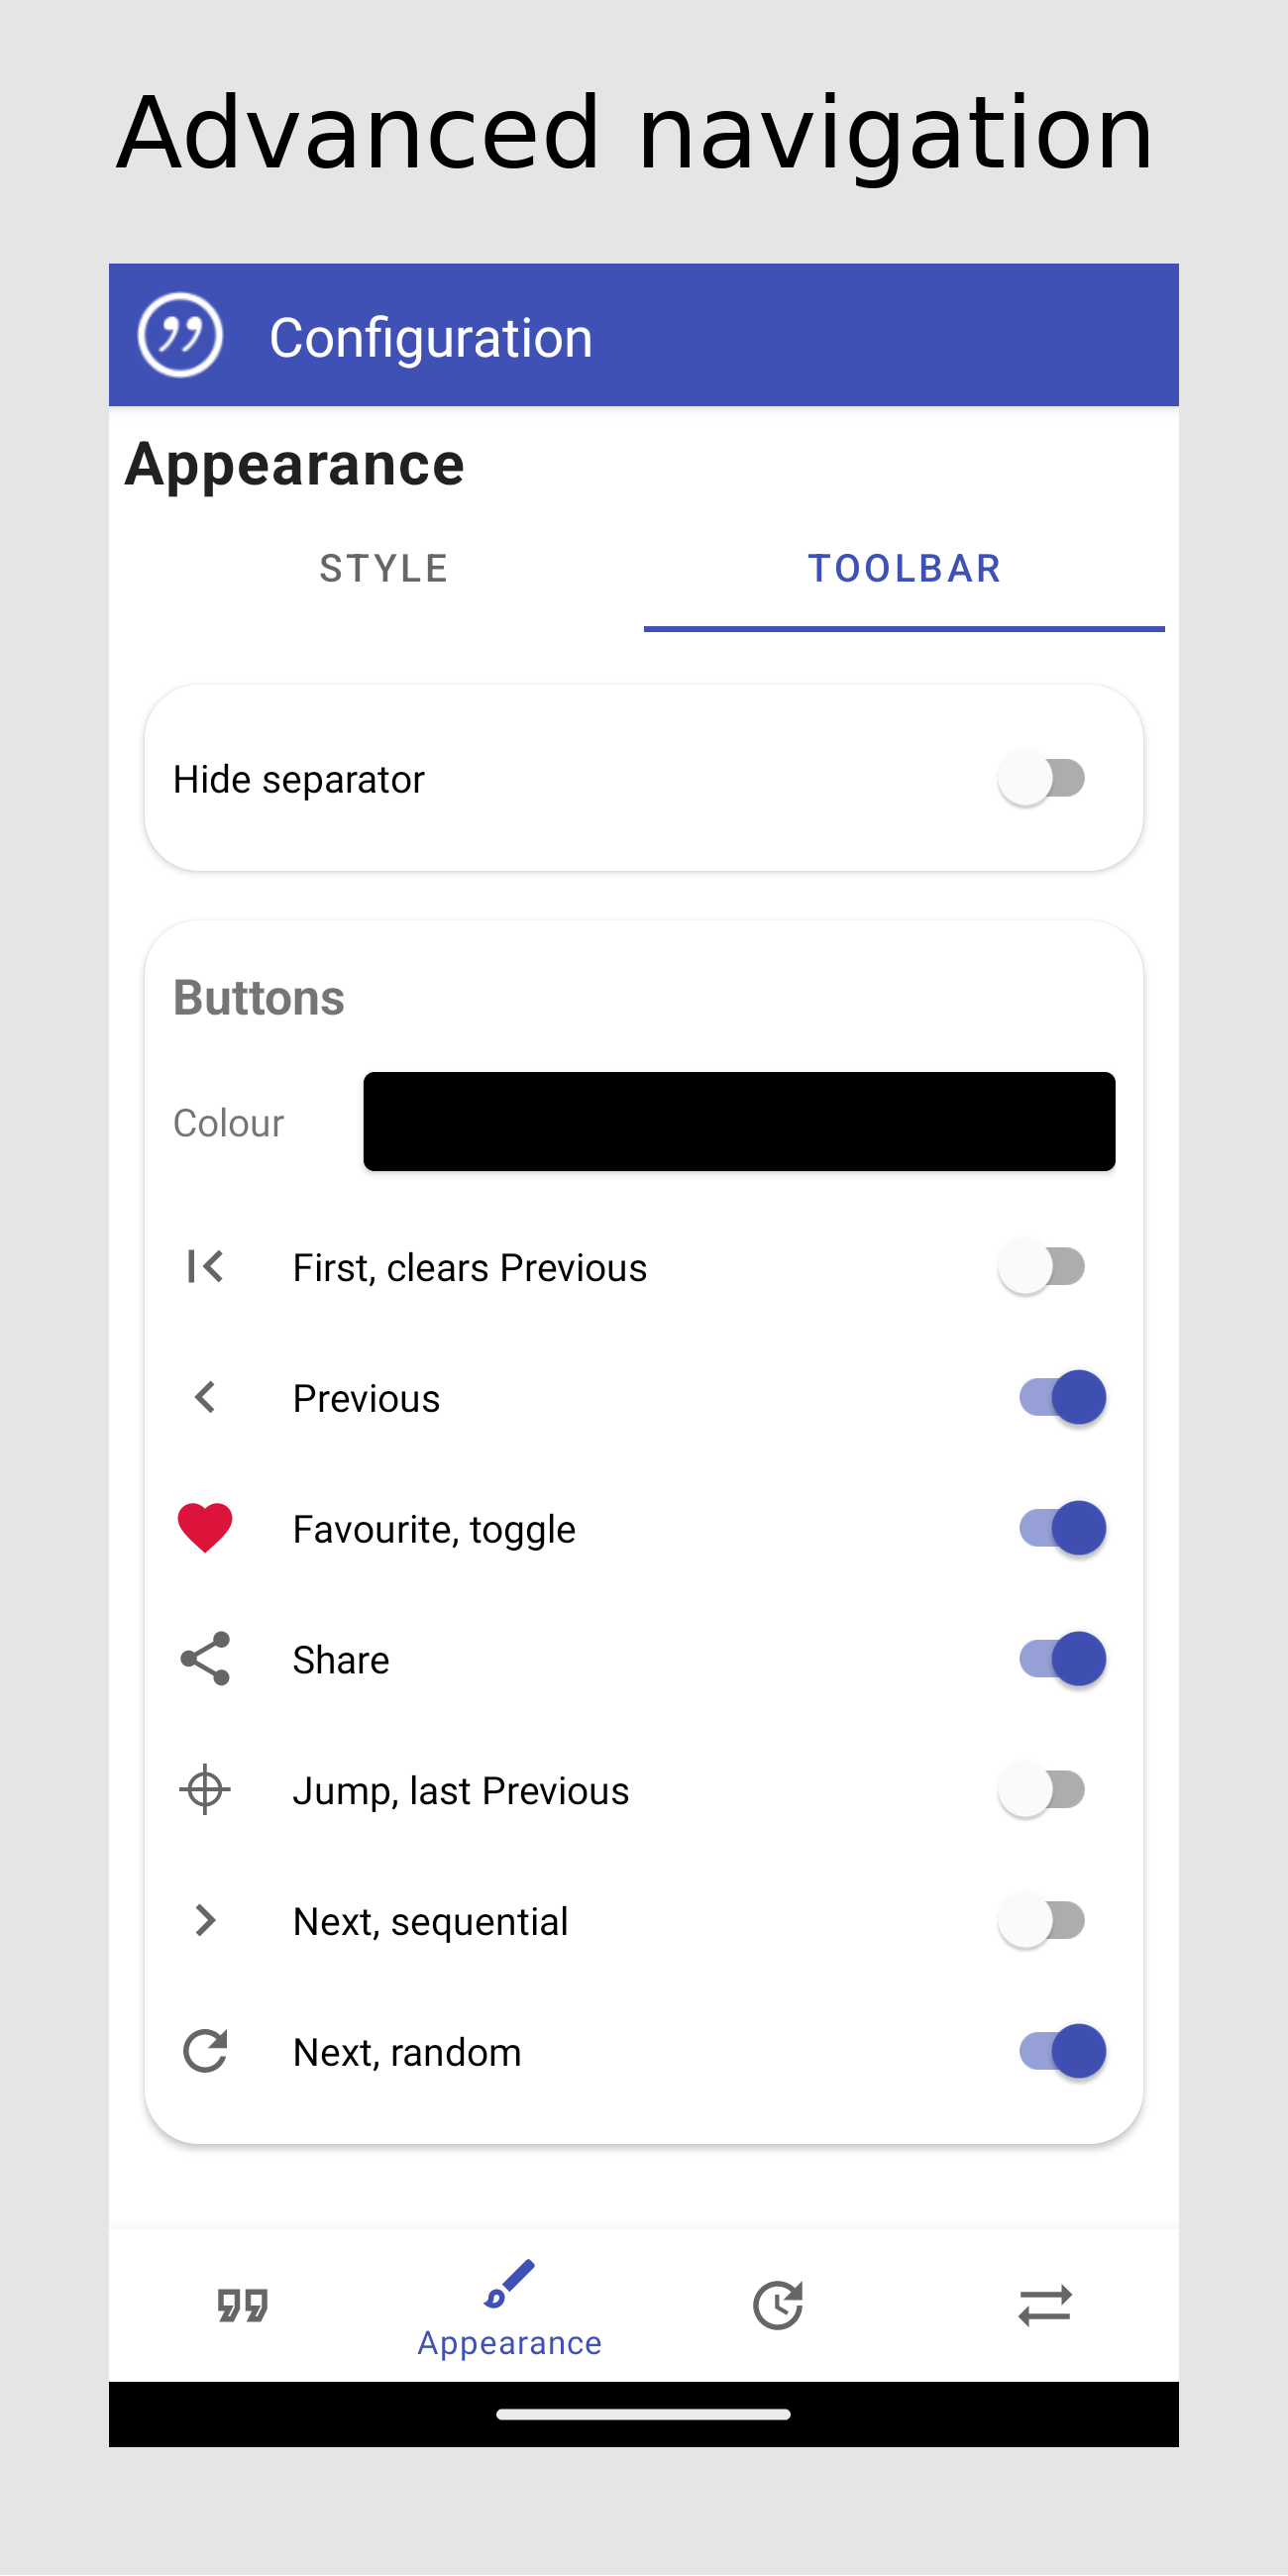 Advanced navigation
Configuration
Appearance
STYLE
TOOLBAR
Hide separator
Buttons
Colour
First, clears Previous
Previous
Favourite, toggle
Share
Jump, last Previous
Next, sequential
Next, random
Appearance